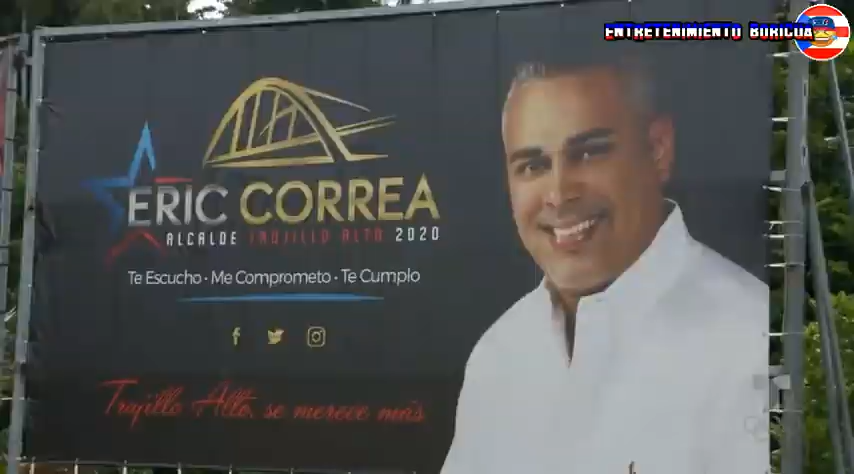 ENTRETENIMIENTO BORICUA
ERIC CORREA
ALCALDE TRUJILLO ALTO 2020
Te Escucho · Me Comprometo · Te Cumplo
Trujillo Alto, se merece más